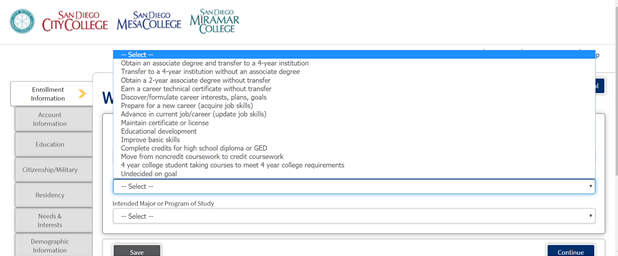 SAN DIEGO
CITY COLLEGE
SAN DIEGO
MESA COLLEGE
SAN DIEGO
MIRAMAR
COLLEGE
-- Select --
Obtain an associate degree and transfer to a 4-year institution
Transfer to a 4-year institution without an associate degree
Obtain a 2-year associate degree without transfer
Earn a career technical certificate without transfer
Discover/formulate career interests, plans, goals
Prepare for a new career (acquire job skills)
Advance in current job/career (update job skills)
Maintain certificate or license
Educational development
Improve basic skills
Complete credits for high school diploma or GED
Move from noncredit coursework to credit coursework
4 year college student taking courses to meet 4 year college requirements
Undecided on goal
-- Select --
Intended Major or Program of Study
-- Select --
Save
Continue
Enrollment
Information
Account
Information
Education
Citizenship/Military
Residency
Needs &
Interests
Demographic
Information